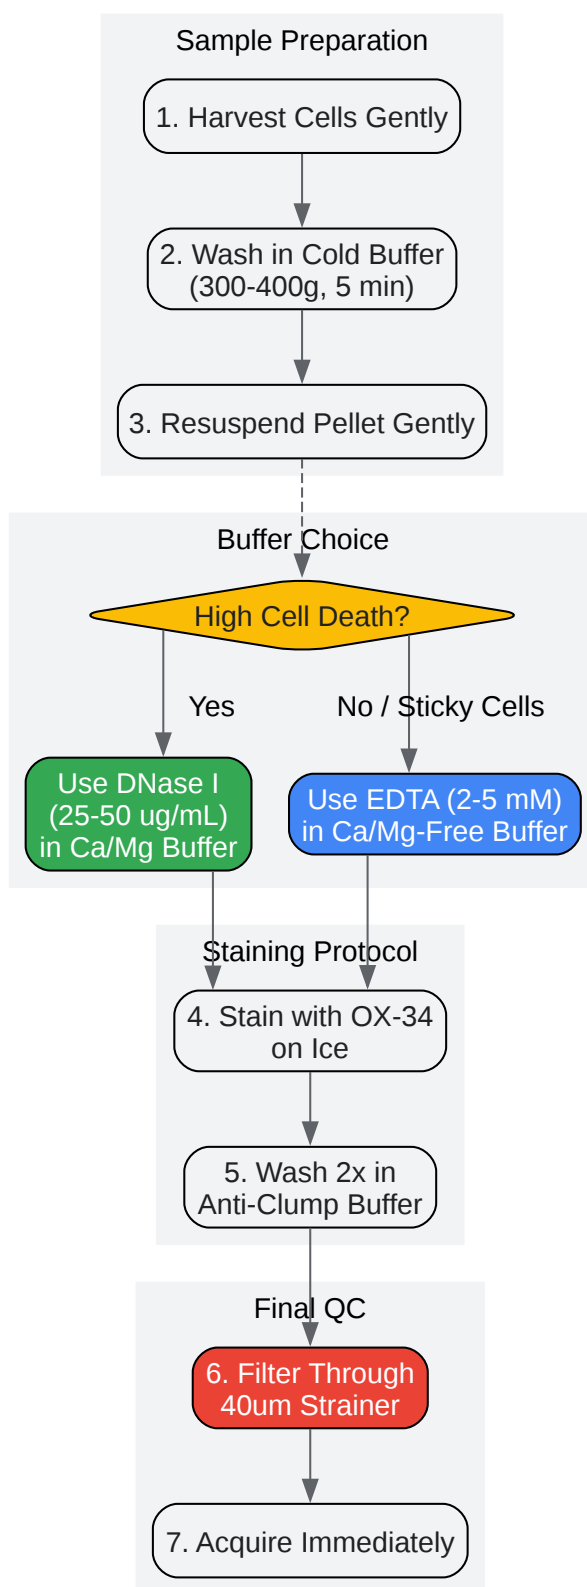 Sample Preparation
1. Harvest Cells Gently
2. Wash in Cold Buffer
(300-400g, 5 min)
3. Resuspend Pellet Gently
Buffer Choice
High Cell Death?
Yes
No / Sticky Cells
Use DNase I
(25-50 ug/mL)
in Ca/Mg Buffer
Use EDTA (2-5 mM)
in Ca/Mg-Free Buffer
Staining Protocol
4. Stain with OX-34
on Ice
5. Wash 2x in
Anti-Clump Buffer
Final QC
6. Filter Through
40um Strainer
7. Acquire Immediately